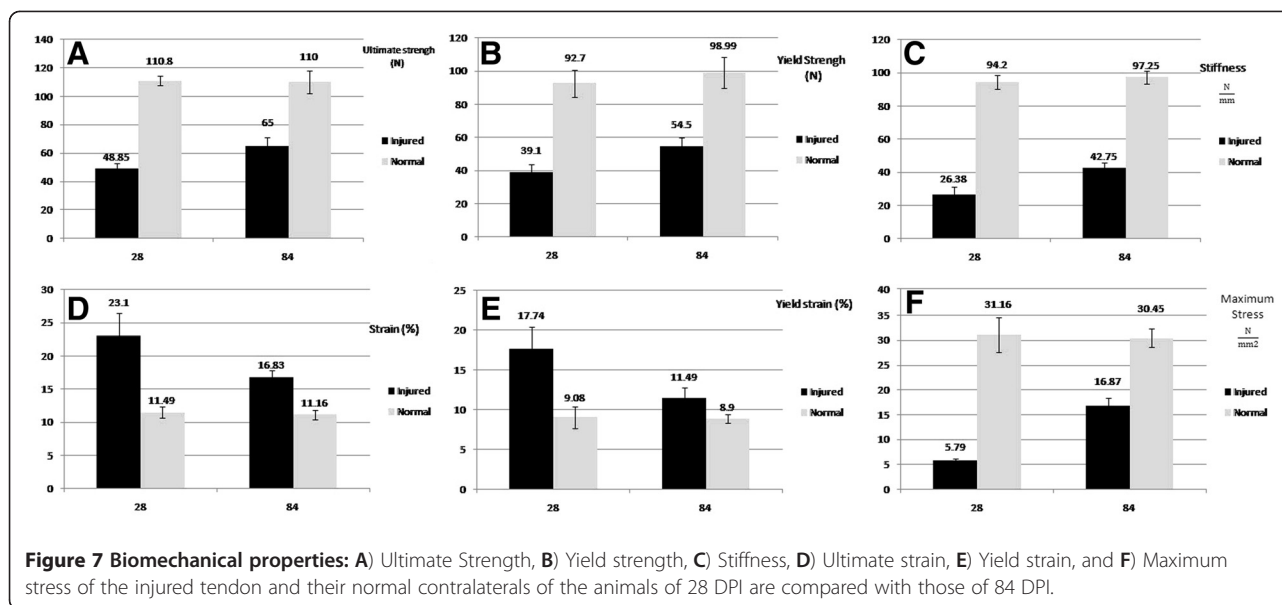 A
Ultimate strengh
(N)
140
120
100
80
60
40
20
0
48.85
110.8
65
110
Injured
Normal
28
84
B
Yield Strengh
(N)
120
100
80
60
40
20
0
39.1
92.7
54.5
98.99
Injured
Normal
28
84
C
Stiffness
N
mm
120
100
80
60
40
20
0
26.38
94.2
42.75
97.25
Injured
Normal
28
84
D
Strain (%)
30
25
20
15
10
5
0
23.1
11.49
16.83
11.16
Injured
Normal
28
84
E
Yield strain (%)
25
20
15
10
5
0
17.74
9.08
11.49
8.9
Injured
Normal
28
84
F
Maximum
Stress
N
mm2
35
30
25
20
15
10
5
0
5.79
31.16
16.87
30.45
Injured
Normal
28
84
Figure 7 Biomechanical properties: A) Ultimate Strength, B) Yield strength, C) Stiffness, D) Ultimate strain, E) Yield strain, and F) Maximum
stress of the injured tendon and their normal contralaterals of the animals of 28 DPI are compared with those of 84 DPI.